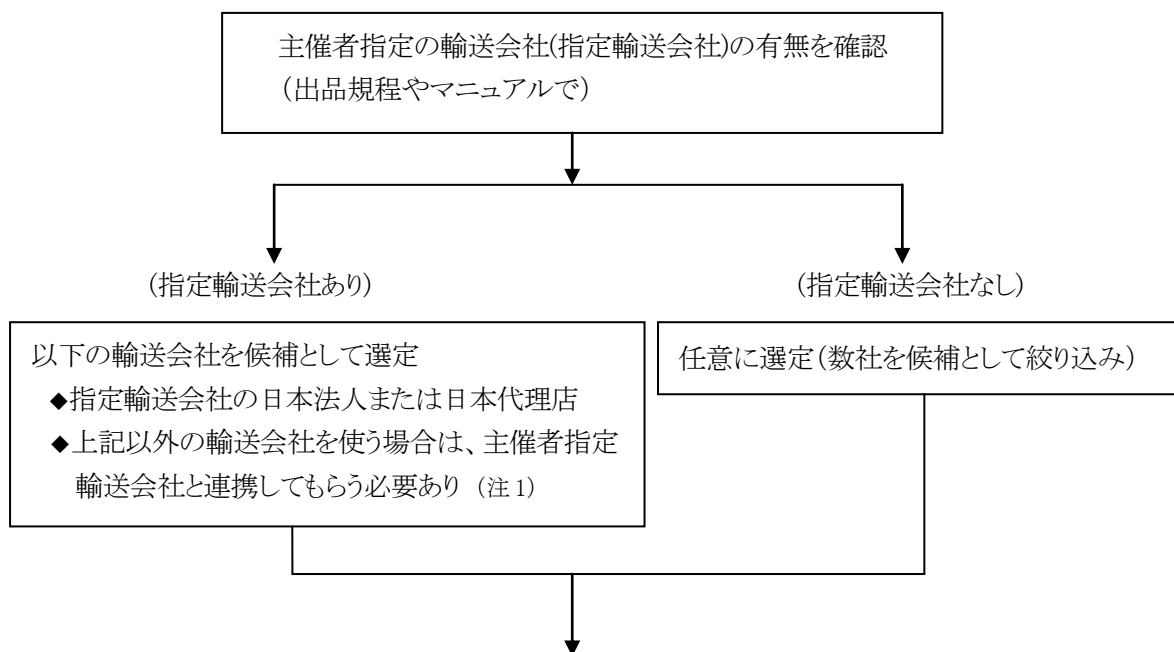 主催者指定の輸送会社(指定輸送会社)の有無を確認
(出品規程やマニュアルで)
(指定輸送会社あり)
(指定輸送会社なし)
以下の輸送会社を候補として選定
◆指定輸送会社の日本法人または日本代理店
◆上記以外の輸送会社を使う場合は、主催者指定
輸送会社と連携してもらう必要あり (注1)
任意に選定(数社を候補として絞り込み)